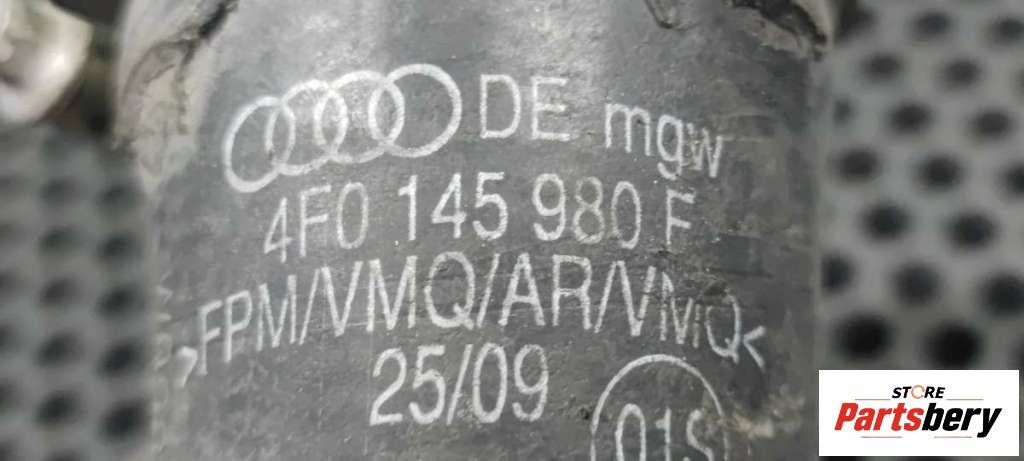 DE mgw
4F0 145 980 F
>FPM/VMQ/AR/VMQ<
25/09
01S
STORE
Partsbery